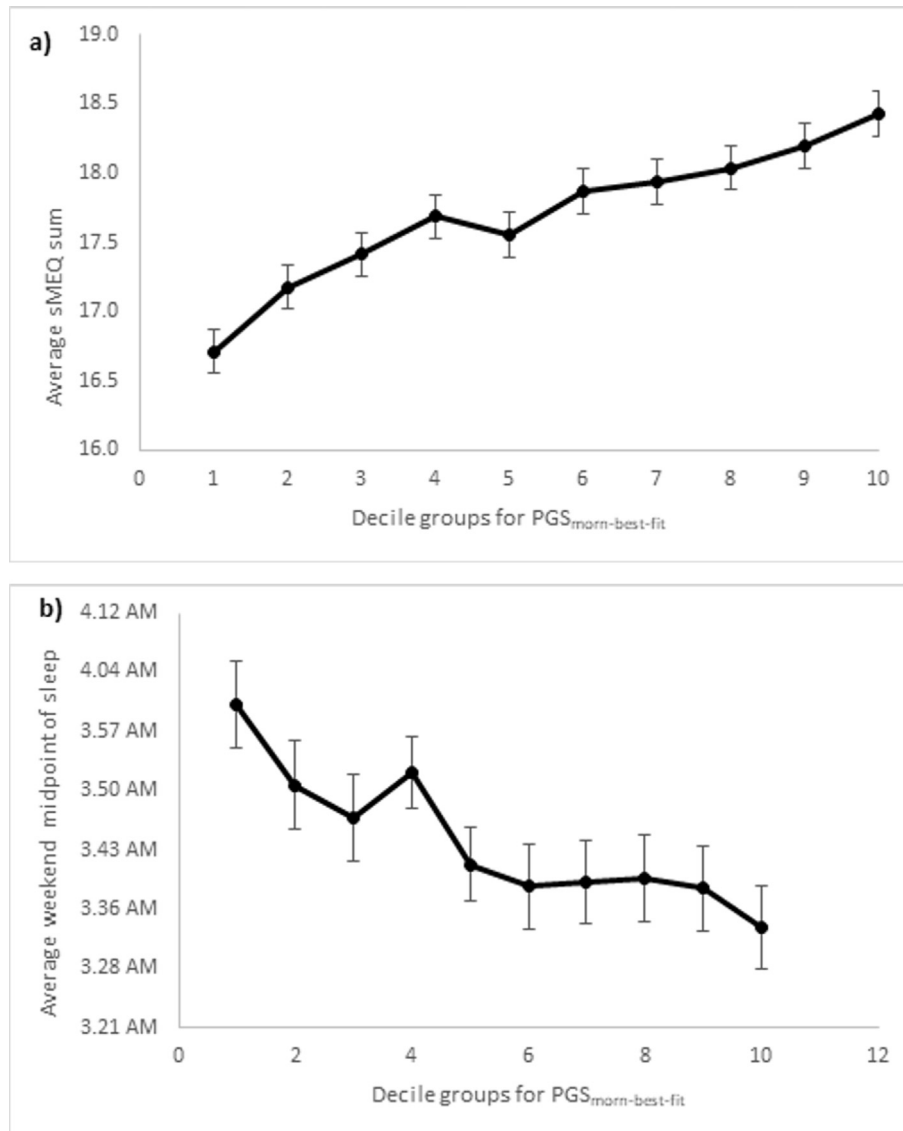 a)
19.0
18.5
18.0
17.5
17.0
16.5
16.0
Average sMEQ sum
0 1 2 3 4 5 6 7 8 9 10
Decile groups for PGSmorn-best-fit
b)
4.12 AM
4.04 AM
3.57 AM
3.50 AM
3.43 AM
3.36 AM
3.28 AM
3.21 AM
Average weekend midpoint of sleep
0 2 4 6 8 10 12
Decile groups for PGSmorn-best-fit